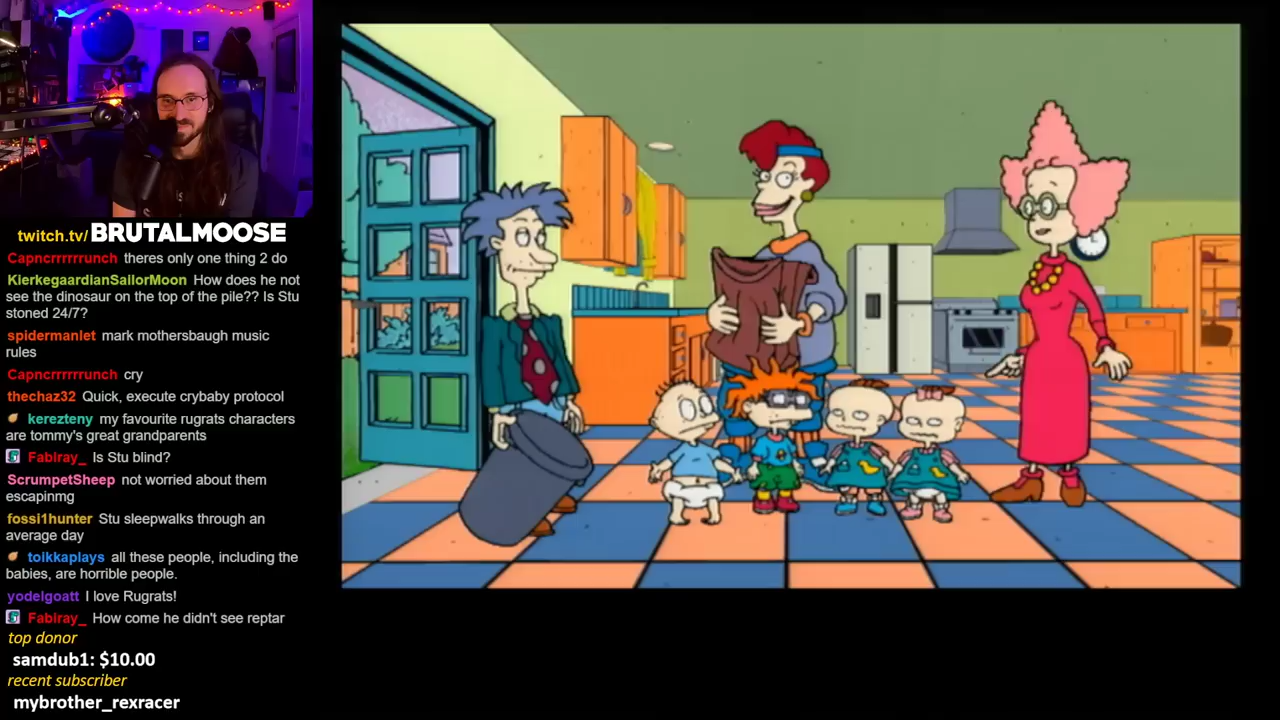 twitch.tv/BRUTALMOOSE
Capncrrrrrrunch theres only one thing 2 do
KierkegaardianSailorMoon How does he not
see the dinosaur on the top of the pile?? Is Stu
stoned 24/7?
spidermanlet mark mothersbaugh music
rules
Capncrrrrrrunch cry
thechaz32 Quick, execute crybaby protocol
kerezteny my favourite rugrats characters
are tommy's great grandparents
Fabiray_ Is Stu blind?
ScrumpetSheep not worried about them
escapinmg
fossi1hunter Stu sleepwalks through an
average day
toikkaplays all these people, including the
babies, are horrible people.
yodelgoatt I love Rugrats!
Fabiray_ How come he didn't see reptar
top donor
samdub1: $10.00
recent subscriber
mybrother_rexracer